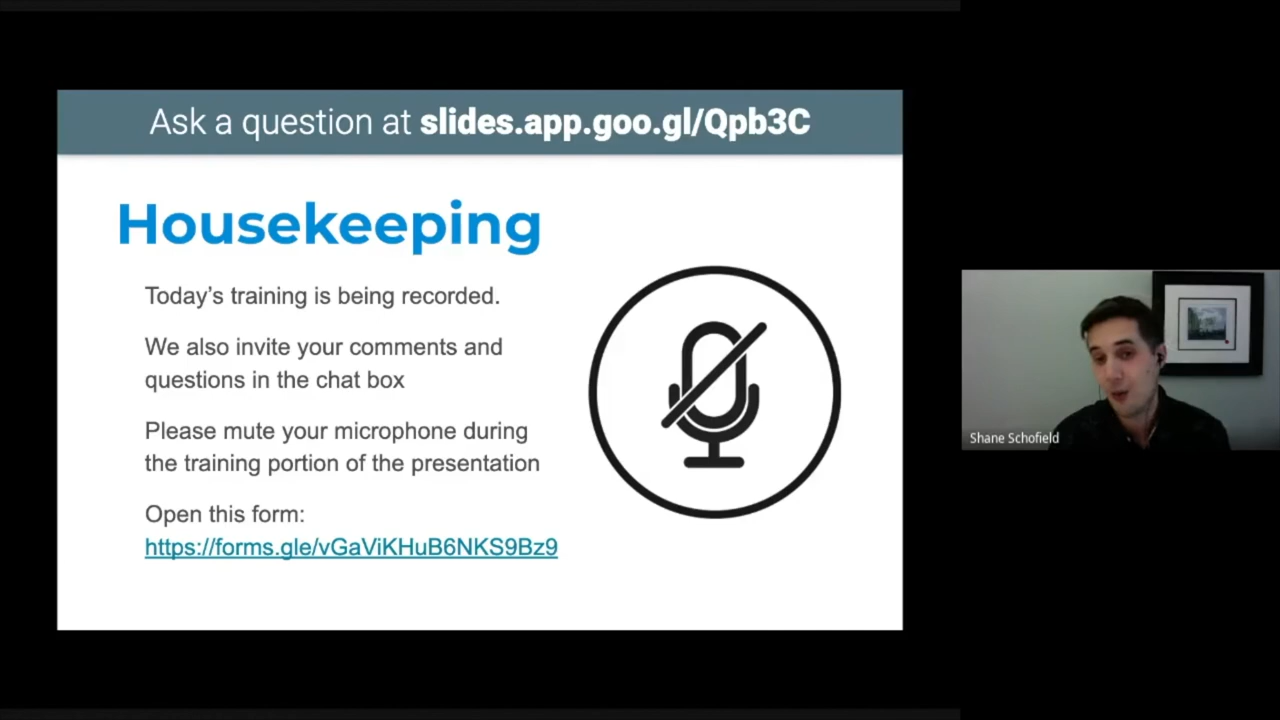 Ask a question at slides.app.goo.gl/Qpb3C
Housekeeping
Today's training is being recorded.
We also invite your comments and
questions in the chat box
Please mute your microphone during
the training portion of the presentation
Open this form:
https://forms.gle/vGaViKHuB6NKS9Bz9
Shane Schofield